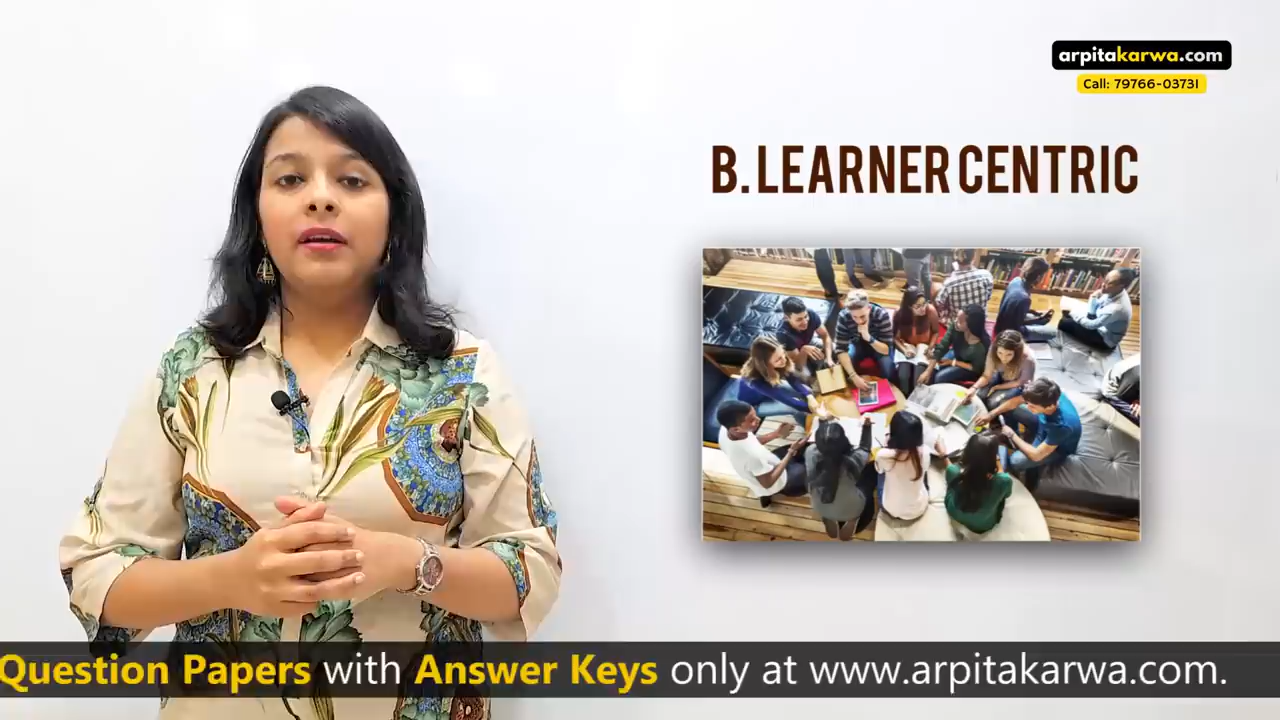 arpitakarwa.com
Call: 79766-03731
B. LEARNER CENTRIC
Question Papers with Answer Keys only at www.arpitakarwa.com.